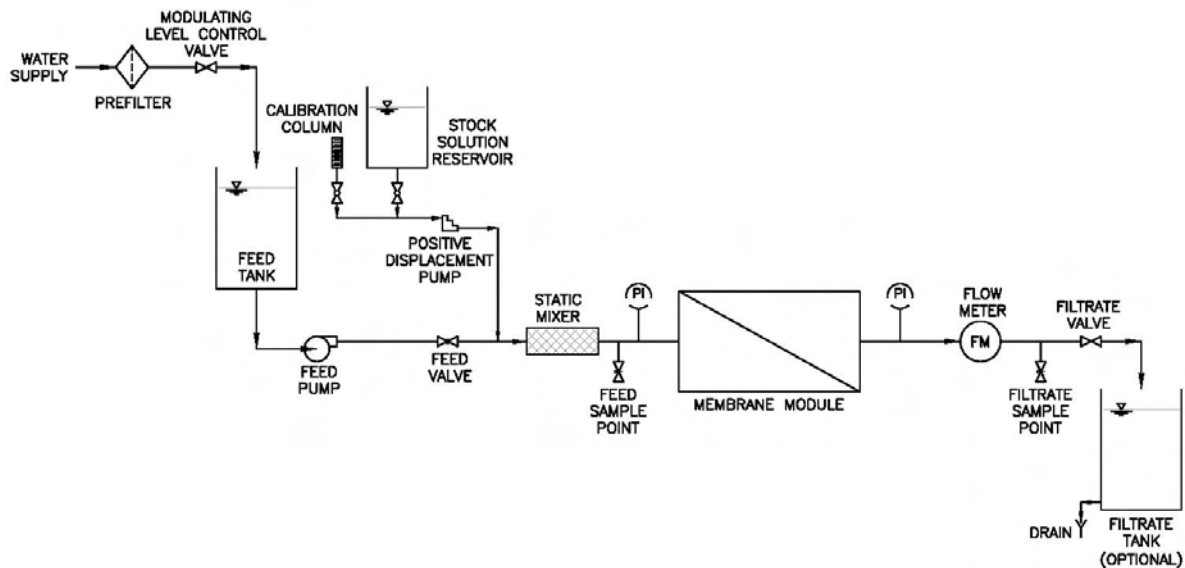 MODULATING
LEVEL CONTROL
VALVE
WATER
SUPPLY
PREFILTER
CALIBRATION
COLUMN
STOCK
SOLUTION
RESERVOIR
FEED
TANK
POSITIVE
DISPLACEMENT
PUMP
FEED
PUMP
FEED
VALVE
STATIC
MIXER
PI
FEED
SAMPLE
POINT
MEMBRANE MODULE
PI
FLOW
METER
FM
FILTRATE
VALVE
FILTRATE
SAMPLE
POINT
DRAIN
FILTRATE
TANK
(OPTIONAL)